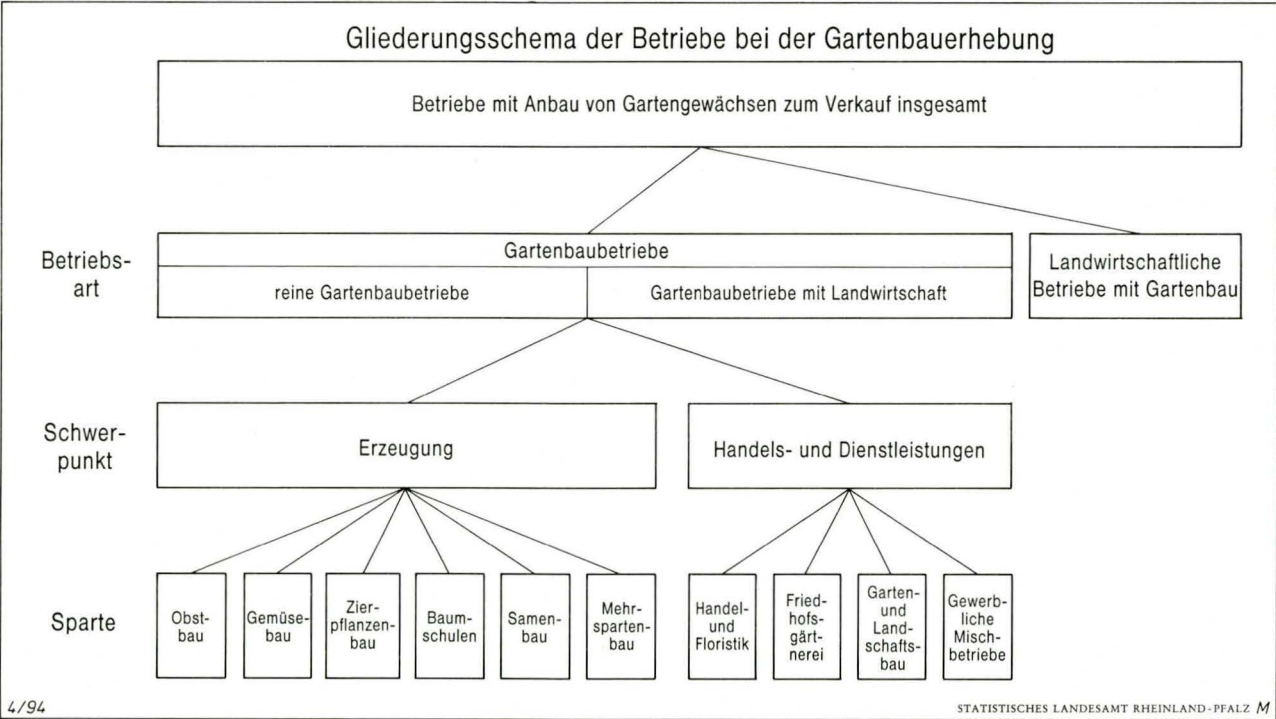 Gliederungsschema der Betriebe bei der Gartenbauerhebung
Betriebe mit Anbau von Gartengewächsen zum Verkauf insgesamt
Betriebs-
art
Gartenbaubetriebe
reine Gartenbaubetriebe
Gartenbaubetriebe mit Landwirtschaft
Landwirtschaftliche
Betriebe mit Gartenbau
Schwer-
punkt
Erzeugung
Handels- und Dienstleistungen
Sparte
Obst-
bau
Gemüse-
bau
Zier-
pflanzen-
bau
Baum-
schulen
Samen-
bau
Mehr-
sparten-
bau
Handel-
und
Floristik
Fried-
hofs-
gärt-
nerei
Garten-
und
Land-
schafts-
bau
Gewerb-
liche
Misch-
betriebe
4/94
STATISTISCHES LANDESAMT RHEINLAND-PFALZ M